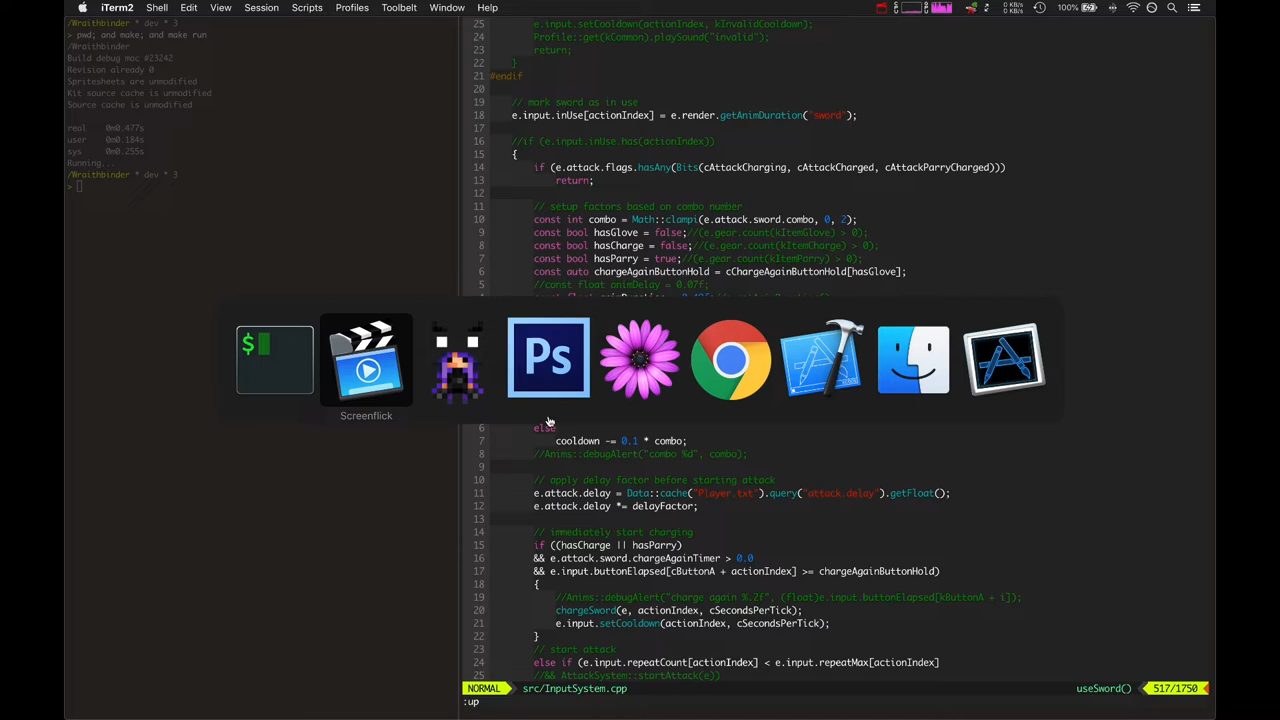 iTerm2 Shell Edit View Session Scripts Profiles Toolbelt Window Help
0 KB/s
0 KB/s
100%
/Wraithbinder * dev * 3
> pwd; and make; and make run
/Wraithbinder
Build debug mac #23242
Revision already 0
Spritesheets are unmodified
Kit source cache is unmodified
Source cache is unmodified
real 0m0.477s
user 0m0.184s
sys 0m0.255s
Running...
/Wraithbinder * dev * 3
>
25 e.input.setCooldown(actionIndex, kInvalidCooldown);
24 Profile::get(kCommon).playSound("invalid");
23 return;
22 }
21 #endif
20
19 // mark sword as in use
18 e.input.inUse[actionIndex] = e.render.getAnimDuration("sword");
17
16 //if (e.input.inUse.has(actionIndex))
15 {
14 if (e.attack.flags.hasAny(Bits(cAttackCharging, cAttackCharged, cAttackParryCharged)))
13 return;
12
11 // setup factors based on combo number
10 const int combo = Math::clampi(e.attack.sword.combo, 0, 2);
9 const bool hasGlove = false;//(e.gear.count(kItemGlove) > 0);
8 const bool hasCharge = false;//(e.gear.count(kItemCharge) > 0);
7 const bool hasParry = true;//(e.gear.count(kItemParry) > 0);
6 const auto chargeAgainButtonHold = cChargeAgainButtonHold[hasGlove];
5 //const float animDelay = 0.07f;
$
Ps
Screenflick
6 else
7 cooldown -= 0.1 * combo;
8 //Anims::debugAlert("combo %d", combo);
9
10 // apply delay factor before starting attack
11 e.attack.delay = Data::cache("Player.txt").query("attack.delay").getFloat();
12 e.attack.delay *= delayFactor;
13
14 // immediately start charging
15 if ((hasCharge || hasParry)
16 && e.attack.sword.chargeAgainTimer > 0.0
17 && e.input.buttonElapsed[cButtonA + actionIndex] >= chargeAgainButtonHold)
18 {
19 //Anims::debugAlert("charge again %.2f", (float)e.input.buttonElapsed[kButtonA + i]);
20 chargeSword(e, actionIndex, cSecondsPerTick);
21 e.input.setCooldown(actionIndex, cSecondsPerTick);
22 }
23 // start attack
24 else if (e.input.repeatCount[actionIndex] < e.input.repeatMax[actionIndex]
25 //&& AttackSystem::startAttack(e))
NORMAL src/InputSystem.cpp useSword() 517/1750
:up